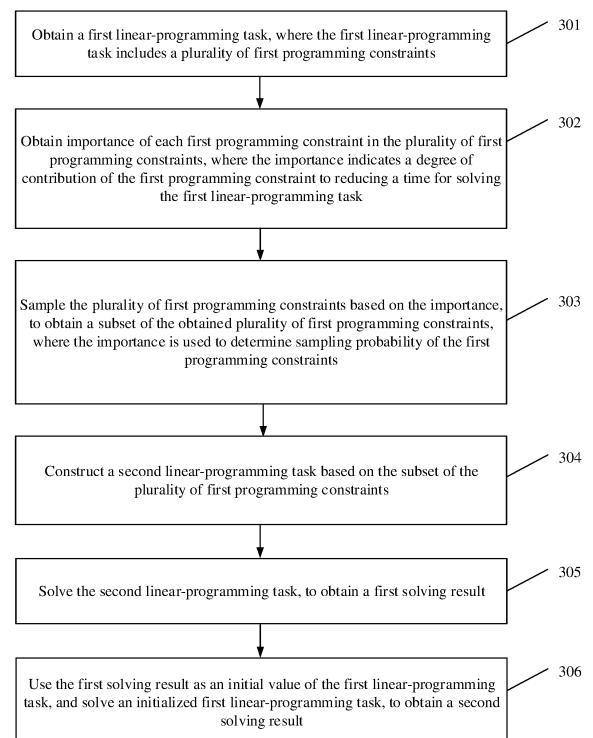 Obtain a first linear-programming task, where the first linear-programming
task includes a plurality of first programming constraints
301
Obtain importance of each first programming constraint in the plurality of first
programming constraints, where the importance indicates a degree of
contribution of the first programming constraint to reducing a time for solving
the first linear-programming task
302
Sample the plurality of first programming constraints based on the importance,
to obtain a subset of the obtained plurality of first programming constraints,
where the importance is used to determine sampling probability of the first
programming constraints
303
Construct a second linear-programming task based on the subset of the
plurality of first programming constraints
304
Solve the second linear-programming task, to obtain a first solving result
305
Use the first solving result as an initial value of the first linear-programming
task, and solve an initialized first linear-programming task, to obtain a second
solving result
306